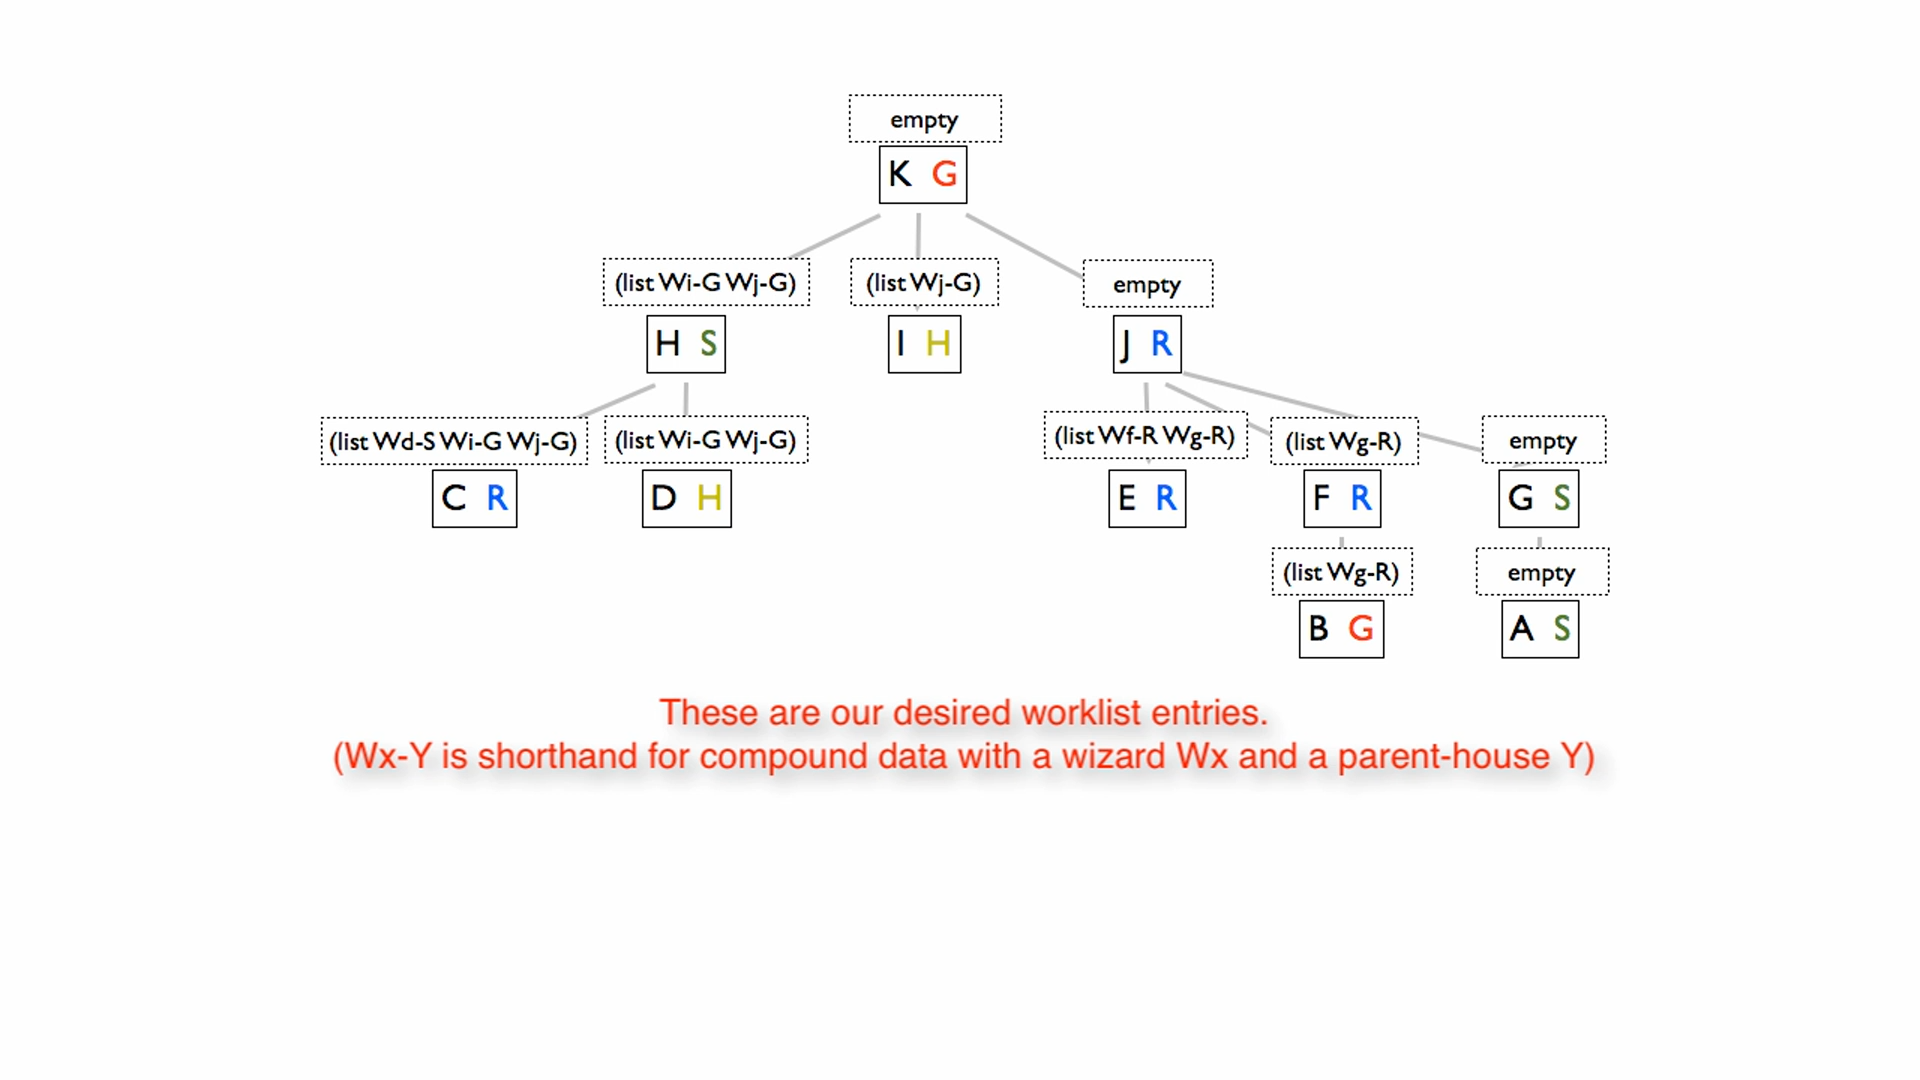 empty
K G
(list Wi-G Wj-G)
(list Wj-G)
empty
H S
I H
J R
(list Wd-S Wi-G Wj-G)
(list Wi-G Wj-G)
(list Wf-R Wg-R)
(list Wg-R)
empty
C R
D H
E R
F R
G S
(list Wg-R)
empty
B G
A S
These are our desired worklist entries.
(Wx-Y is shorthand for compound data with a wizard Wx and a parent-house Y)